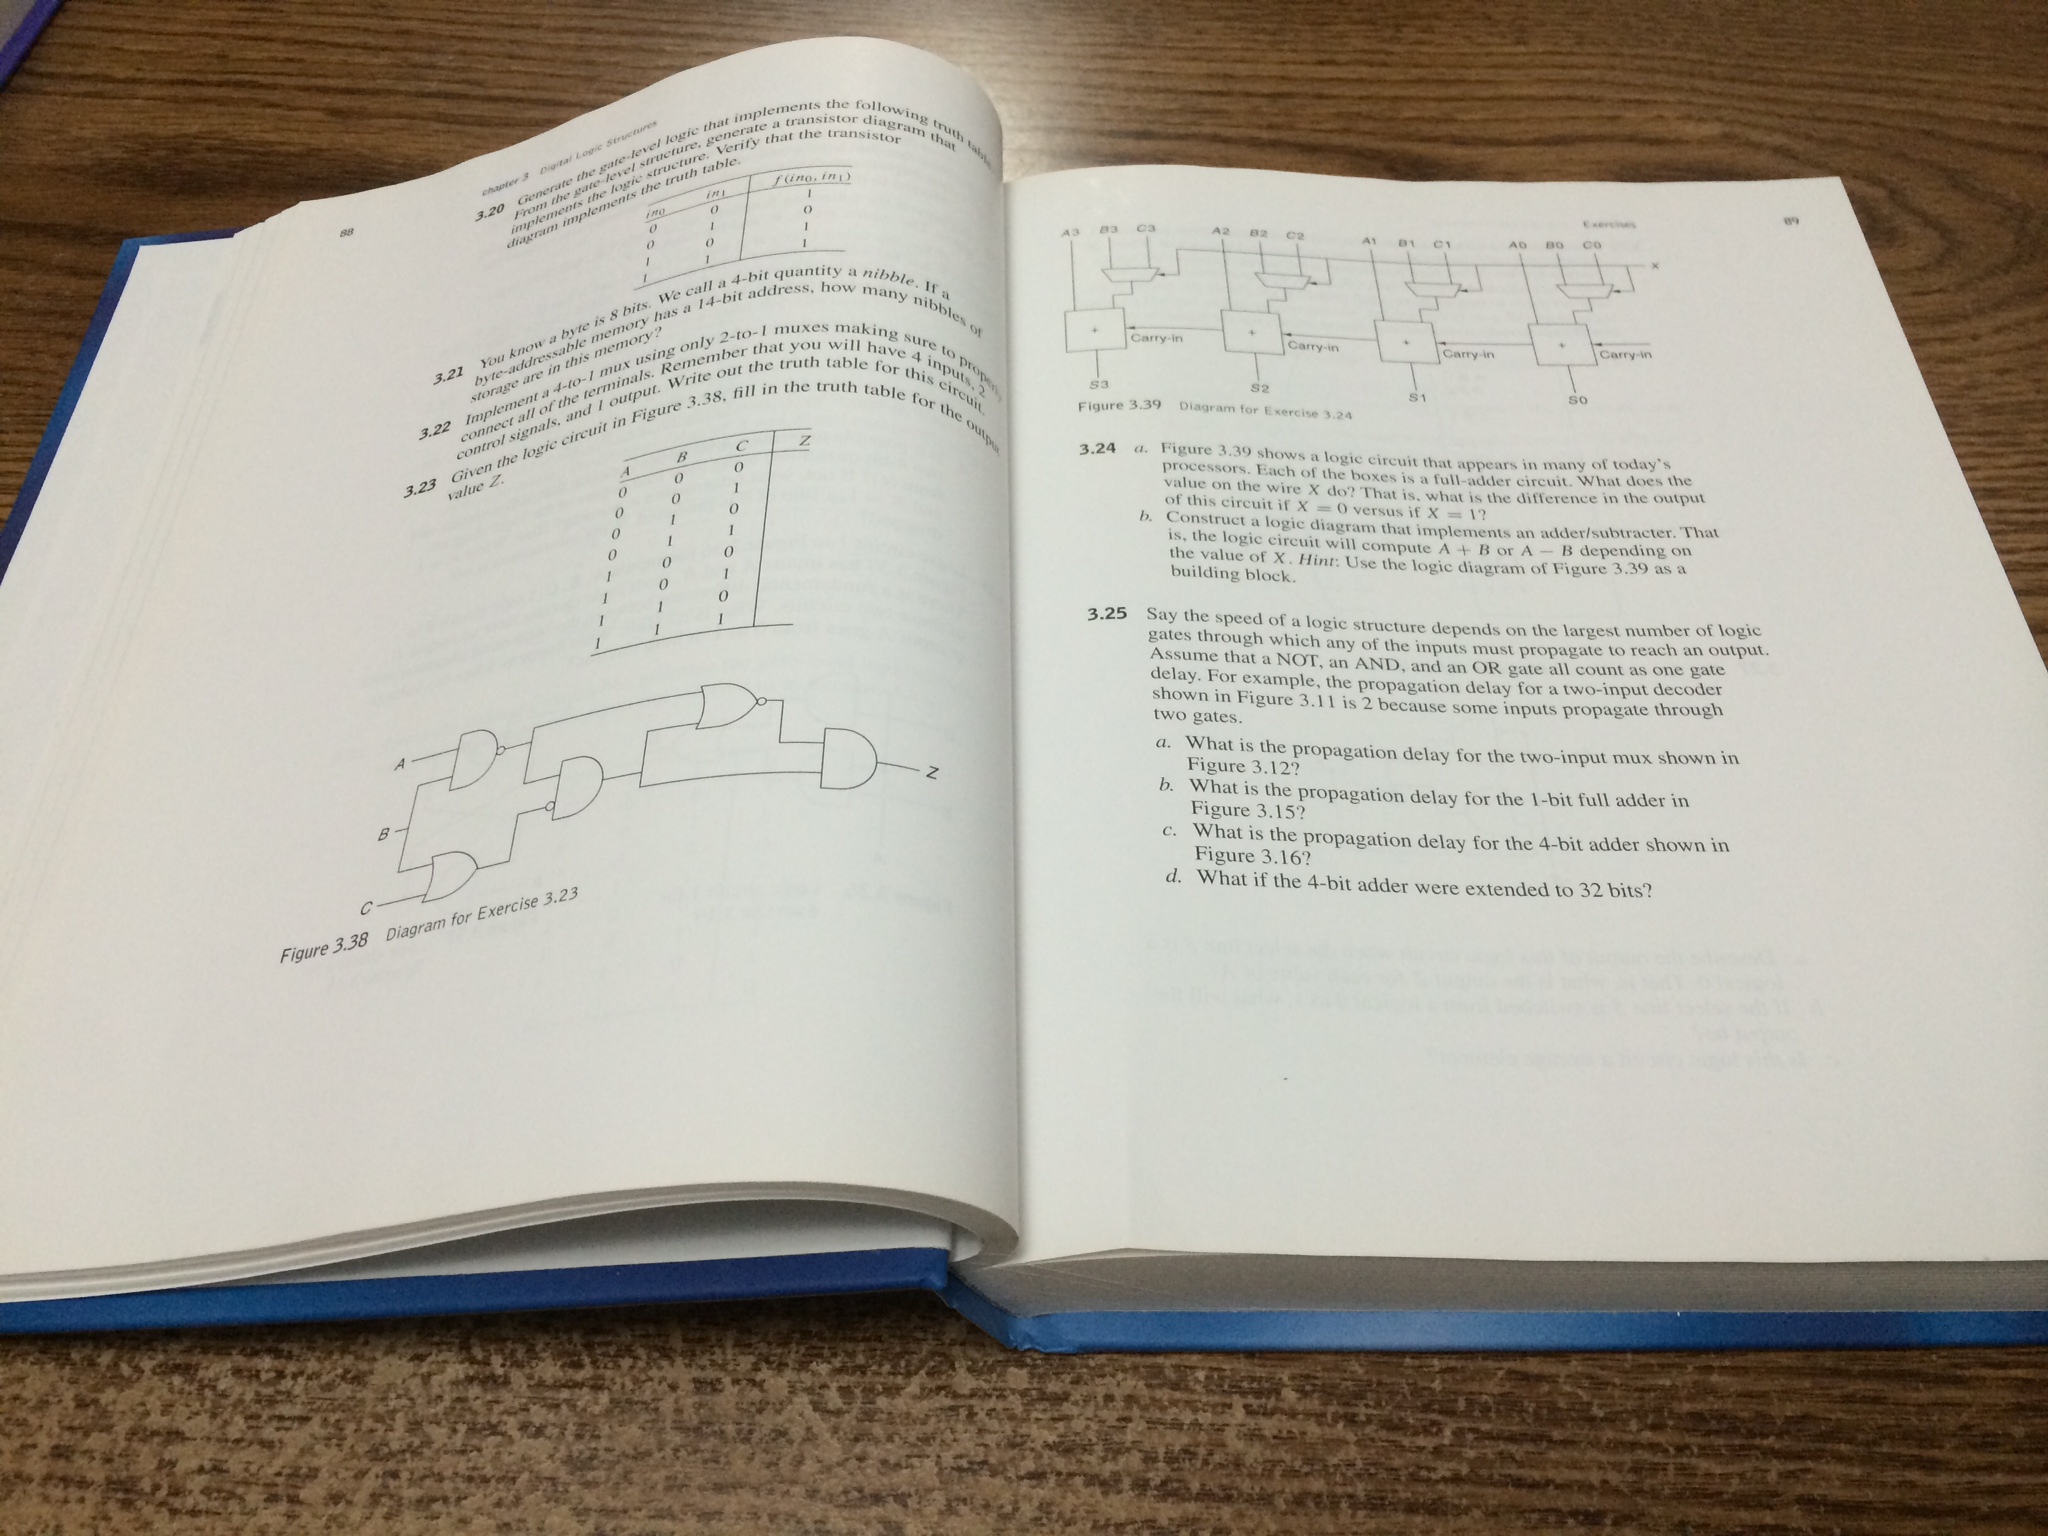 88
chapter 3 Digital Logic Structures
3.20 Generate the gate-level logic that implements the following truth table.
From the gate-level structure, generate a transistor diagram that
implements the logic structure. Verify that the transistor
diagram implements the truth table.
in0 in1 f(in0, in1)
0 0 1
0 1 0
1 0 1
1 1 1
3.21 You know a byte is 8 bits. We call a 4-bit quantity a nibble. If a
byte-addressable memory has a 14-bit address, how many nibbles of
storage are in this memory?
3.22 Implement a 4-to-1 mux using only 2-to-1 muxes making sure to properly
connect all of the terminals. Remember that you will have 4 inputs, 2
control signals, and 1 output. Write out the truth table for this circuit.
3.23 Given the logic circuit in Figure 3.38, fill in the truth table for the output
value Z.
A B C Z
0 0 0
0 0 1
0 1 0
0 1 1
1 0 0
1 0 1
1 1 0
1 1 1
A
B
C
Z
Figure 3.38 Diagram for Exercise 3.23
Exercises 89
A3 B3 C3 A2 B2 C2 A1 B1 C1 A0 B0 C0
X
+ + + +
Carry-in Carry-in Carry-in Carry-in
S3 S2 S1 S0
Figure 3.39 Diagram for Exercise 3.24
3.24 a. Figure 3.39 shows a logic circuit that appears in many of today's
processors. Each of the boxes is a full-adder circuit. What does the
value on the wire X do? That is, what is the difference in the output
of this circuit if X = 0 versus if X = 1?
b. Construct a logic diagram that implements an adder/subtracter. That
is, the logic circuit will compute A + B or A − B depending on
the value of X. Hint: Use the logic diagram of Figure 3.39 as a
building block.
3.25 Say the speed of a logic structure depends on the largest number of logic
gates through which any of the inputs must propagate to reach an output.
Assume that a NOT, an AND, and an OR gate all count as one gate
delay. For example, the propagation delay for a two-input decoder
shown in Figure 3.11 is 2 because some inputs propagate through
two gates.
a. What is the propagation delay for the two-input mux shown in
Figure 3.12?
b. What is the propagation delay for the 1-bit full adder in
Figure 3.15?
c. What is the propagation delay for the 4-bit adder shown in
Figure 3.16?
d. What if the 4-bit adder were extended to 32 bits?